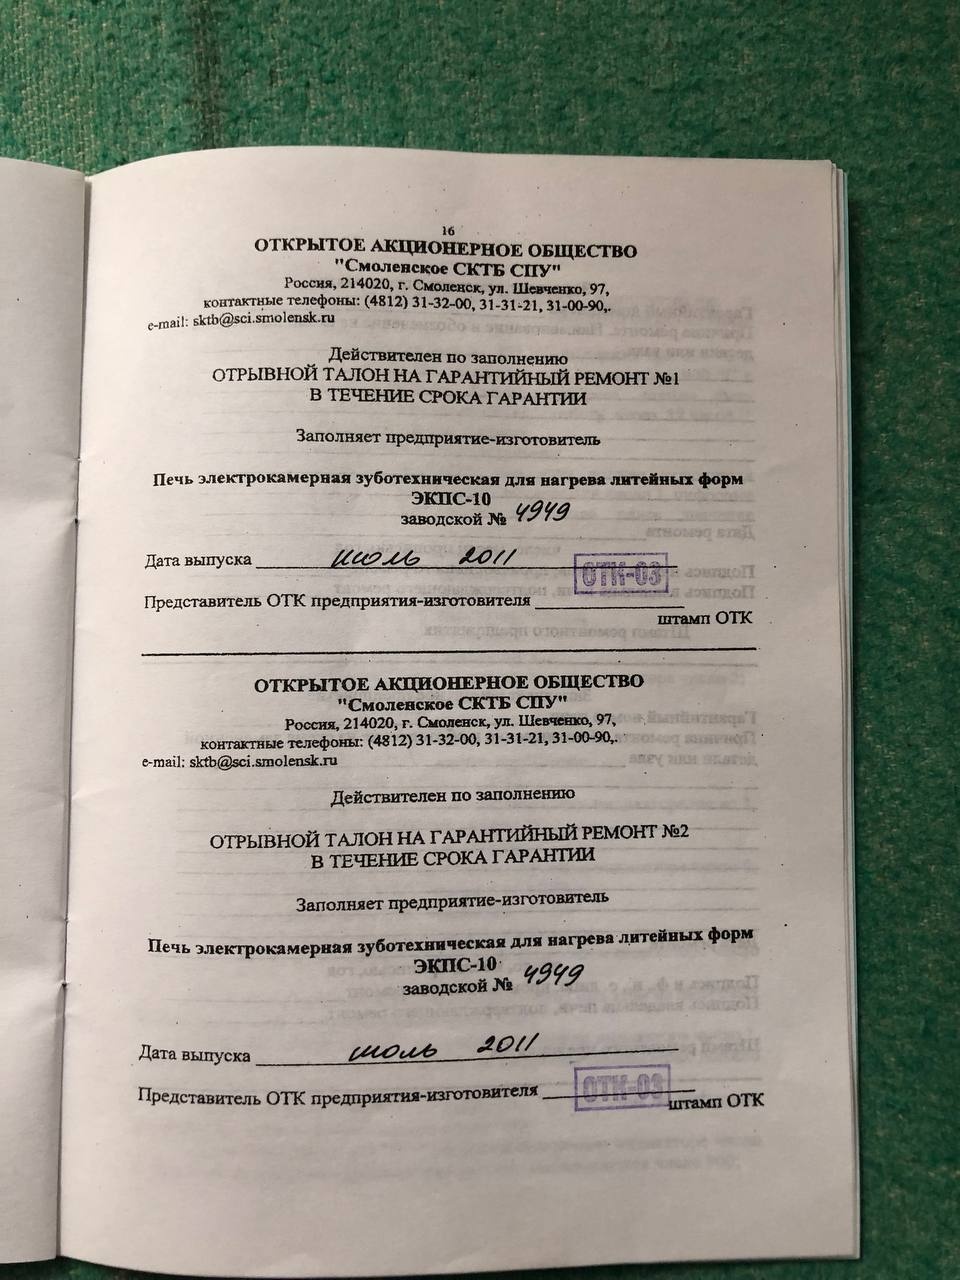 16
ОТКРЫТОЕ АКЦИОНЕРНОЕ ОБЩЕСТВО
"Смоленское СКТБ СПУ"
Россия, 214020, г. Смоленск, ул. Шевченко, 97,
контактные телефоны: (4812) 31-32-00, 31-31-21, 31-00-90,.
e-mail: sktb@sci.smolensk.ru
Действителен по заполнению
ОТРЫВНОЙ ТАЛОН НА ГАРАНТИЙНЫЙ РЕМОНТ №1
В ТЕЧЕНИЕ СРОКА ГАРАНТИИ
Заполняет предприятие-изготовитель
Печь электрокамерная зуботехническая для нагрева литейных форм
ЭКПС-10
заводской № 4949
Дата выпуска июль 2011
ОТК-03
Представитель ОТК предприятия-изготовителя
штамп ОТК
ОТКРЫТОЕ АКЦИОНЕРНОЕ ОБЩЕСТВО
"Смоленское СКТБ СПУ"
Россия, 214020, г. Смоленск, ул. Шевченко, 97,
контактные телефоны: (4812) 31-32-00, 31-31-21, 31-00-90,.
e-mail: sktb@sci.smolensk.ru
Действителен по заполнению
ОТРЫВНОЙ ТАЛОН НА ГАРАНТИЙНЫЙ РЕМОНТ №2
В ТЕЧЕНИЕ СРОКА ГАРАНТИИ
Заполняет предприятие-изготовитель
Печь электрокамерная зуботехническая для нагрева литейных форм
ЭКПС-10
заводской № 4949
Дата выпуска июль 2011
Представитель ОТК предприятия-изготовителя ОТК-03
штамп ОТК